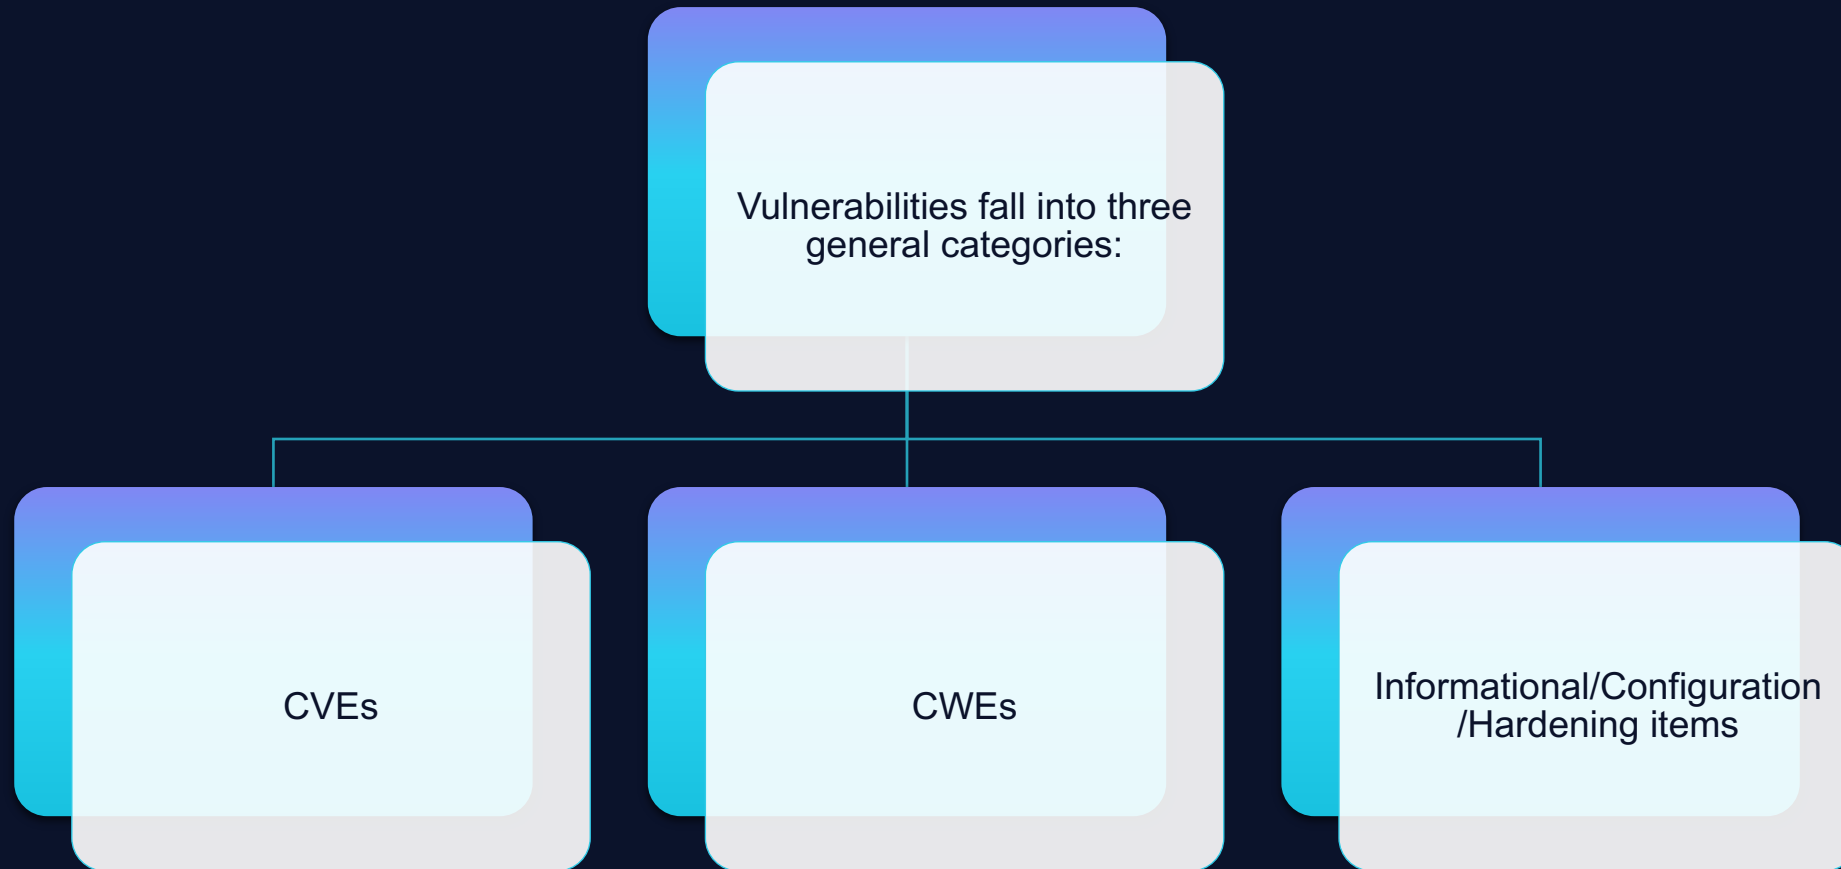 Vulnerabilities fall into three
general categories:
CVEs
CWEs
Informational/Configuration
/Hardening items